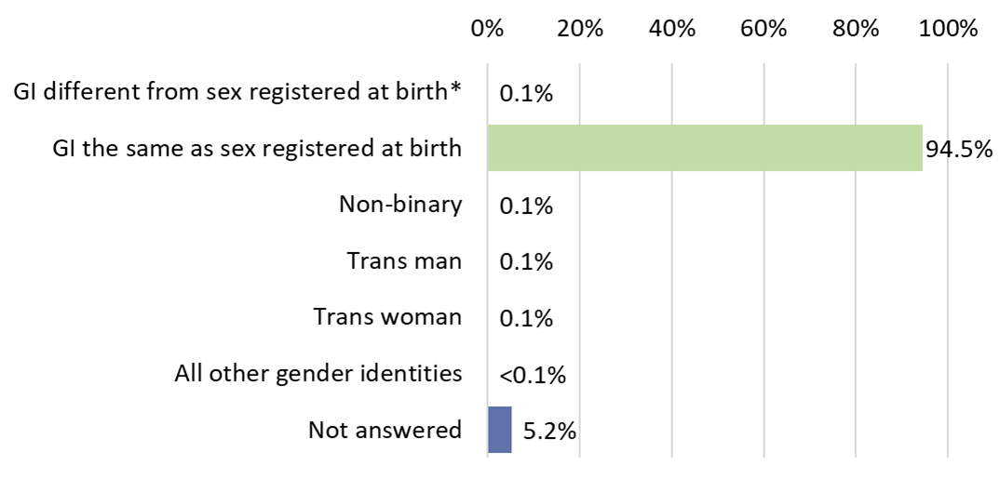 0% 20% 40% 60% 80% 100%
GI different from sex registered at birth* 0.1%
GI the same as sex registered at birth 94.5%
Non-binary 0.1%
Trans man 0.1%
Trans woman 0.1%
All other gender identities <0.1%
Not answered 5.2%